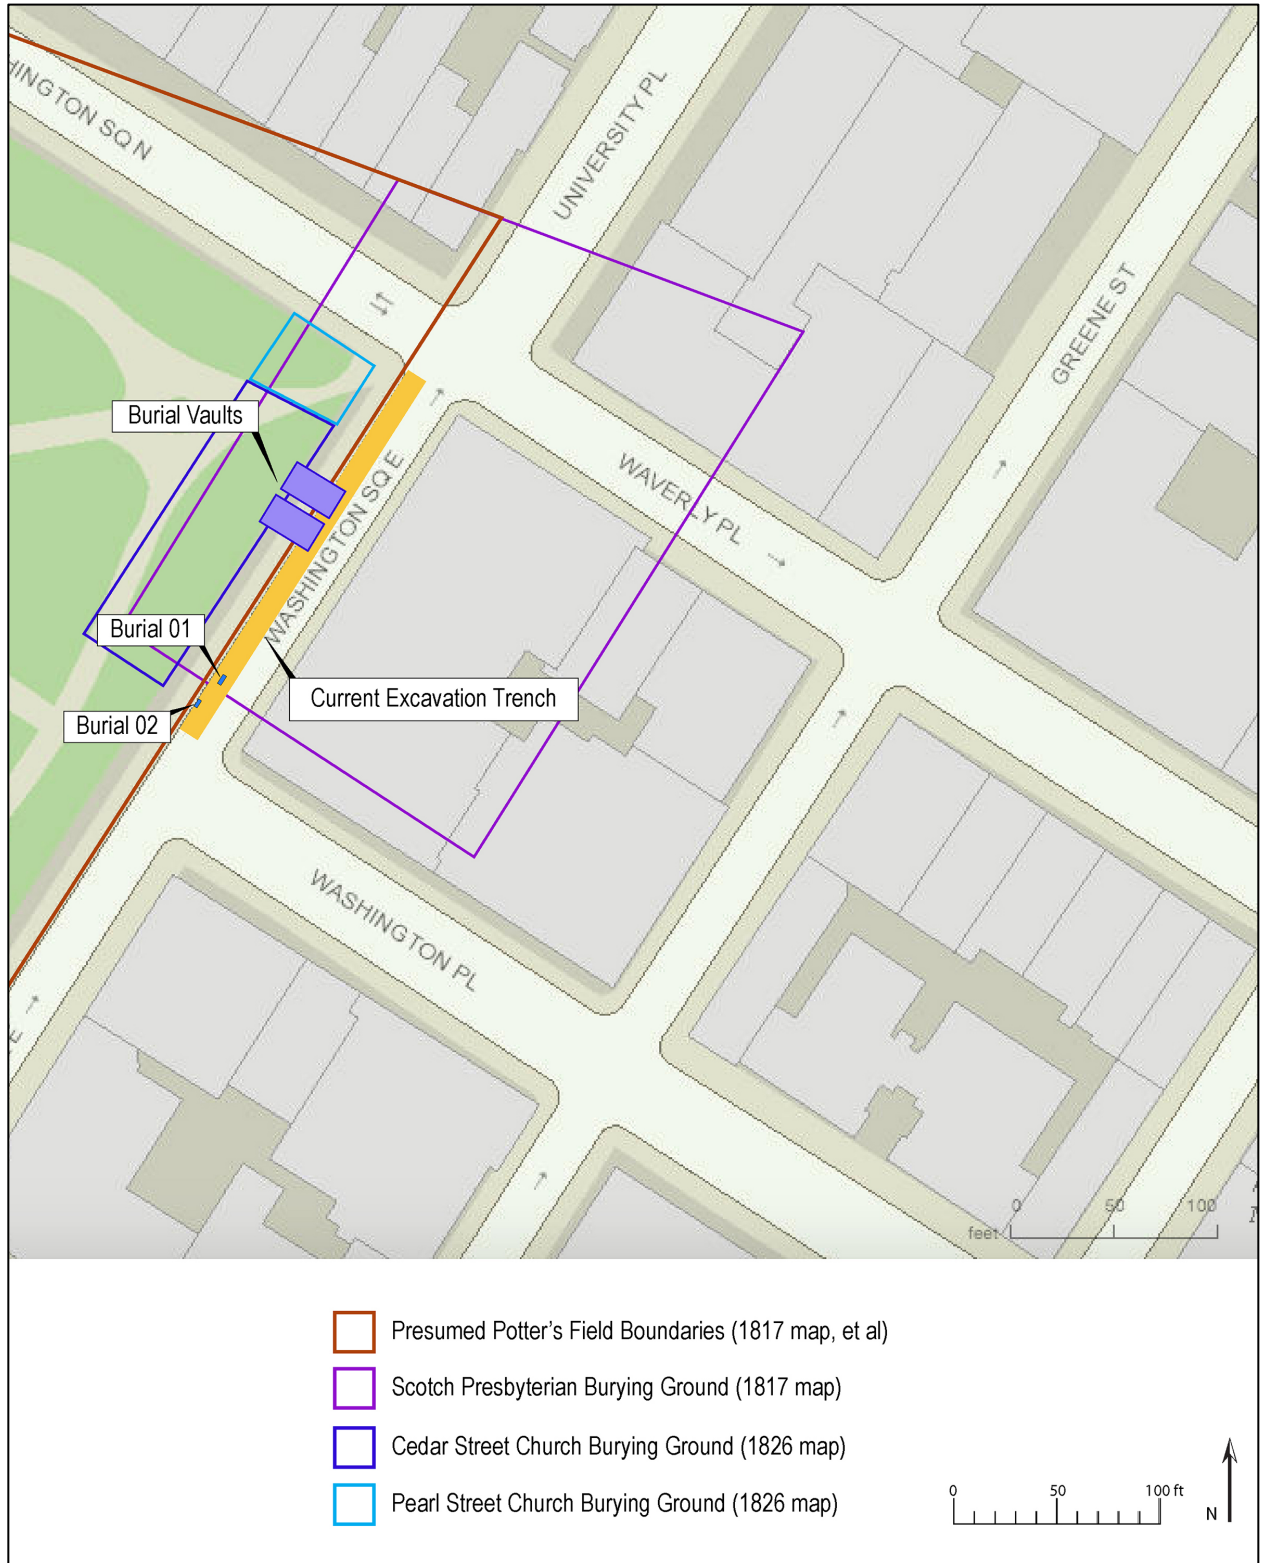 HINGTON SQ N
UNIVERSITY PL
GREENE ST
Burial Vaults
WASHINGTON SQ E
WAVERLY PL
Burial 01
Current Excavation Trench
Burial 02
WASHINGTON PL
E
0 50 100
feet
Presumed Potter’s Field Boundaries (1817 map, et al)
Scotch Presbyterian Burying Ground (1817 map)
Cedar Street Church Burying Ground (1826 map)
Pearl Street Church Burying Ground (1826 map)
0 50 100 ft
N